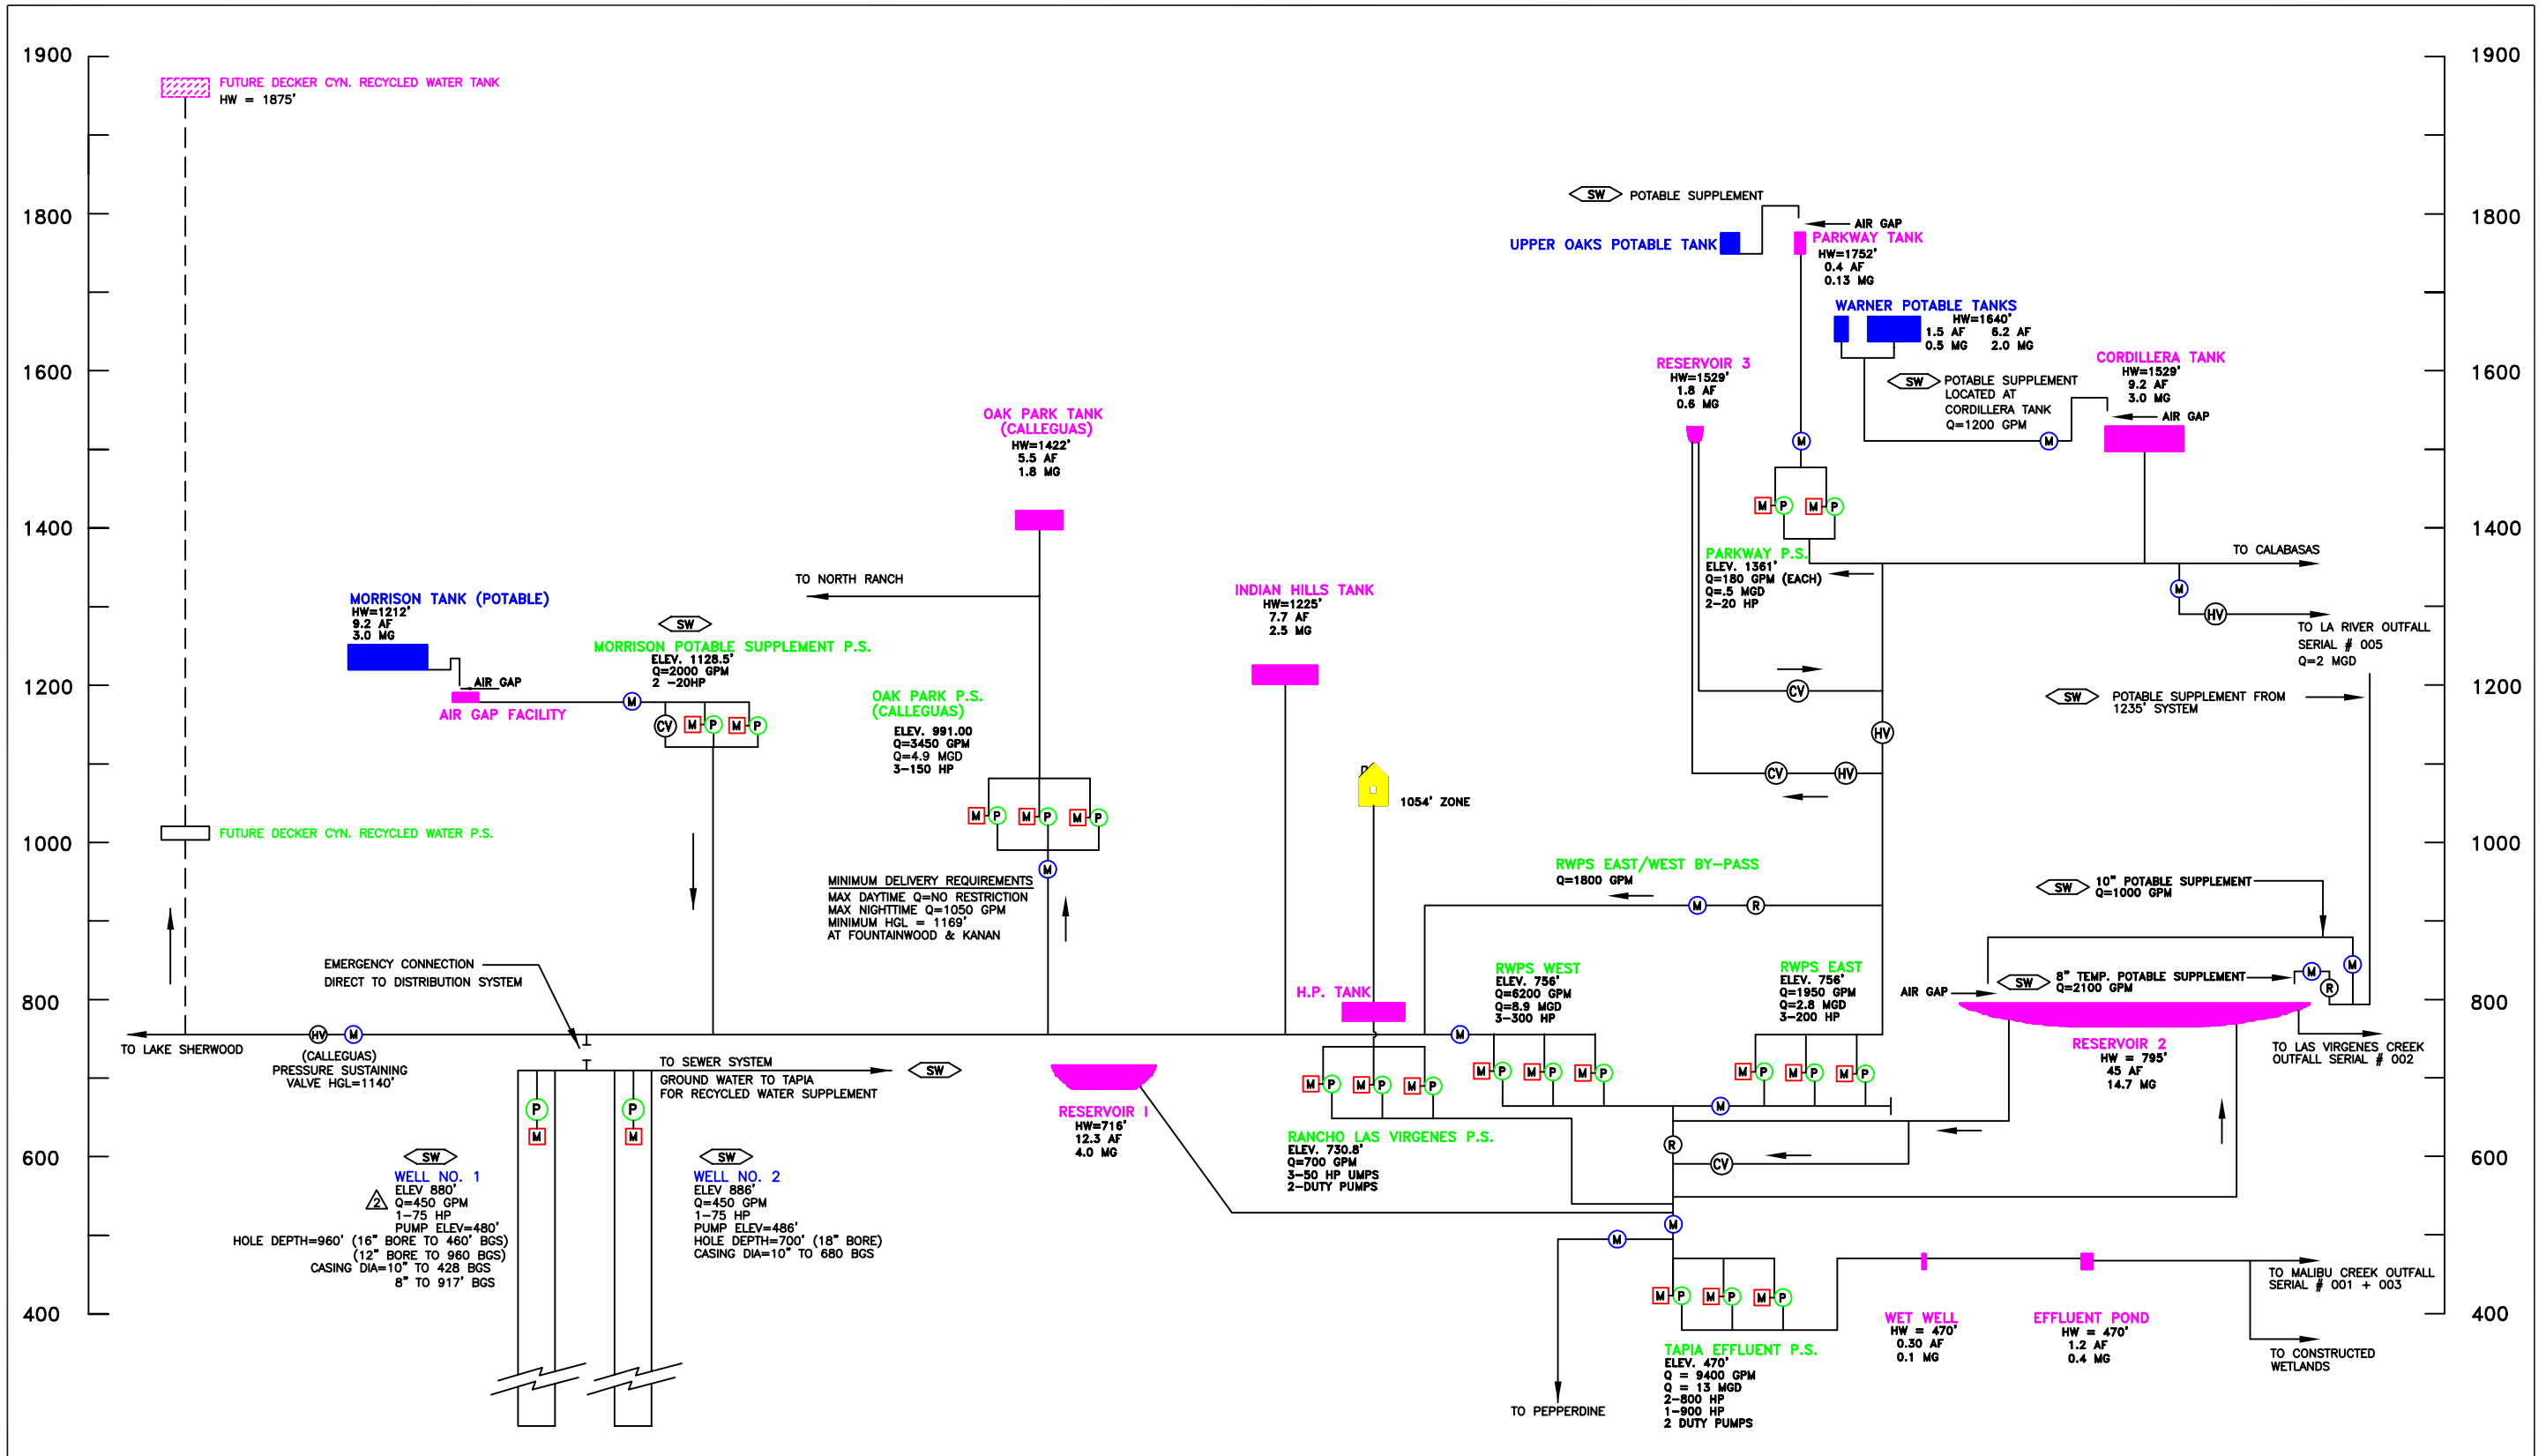 1900
1800
1600
1400
1200
1000
800
600
400
FUTURE DECKER CYN. RECYCLED WATER TANK
HW = 1875'
FUTURE DECKER CYN. RECYCLED WATER P.S.
MORRISON TANK (POTABLE)
HW=1212'
9.2 AF
3.0 MG
AIR GAP
AIR GAP FACILITY
SW
MORRISON POTABLE SUPPLEMENT P.S.
ELEV. 1128.5'
Q=2000 GPM
2 -20HP
M
CV
M P
M P
TO NORTH RANCH
OAK PARK TANK
(CALLEGUAS)
HW=1422'
5.5 AF
1.8 MG
OAK PARK P.S.
(CALLEGUAS)
ELEV. 991.00
Q=3450 GPM
Q=4.9 MGD
3-150 HP
M P
M P
M P
M
MINIMUM DELIVERY REQUIREMENTS
MAX DAYTIME Q=NO RESTRICTION
MAX NIGHTTIME Q=1050 GPM
MINIMUM HGL = 1169'
AT FOUNTAINWOOD & KANAN
EMERGENCY CONNECTION
DIRECT TO DISTRIBUTION SYSTEM
TO LAKE SHERWOOD
HV
M
(CALLEGUAS)
PRESSURE SUSTAINING
VALVE HGL=1140'
TO SEWER SYSTEM
SW
GROUND WATER TO TAPIA
FOR RECYCLED WATER SUPPLEMENT
P
M
P
M
SW
WELL NO. 1
2
ELEV 880'
Q=450 GPM
1-75 HP
PUMP ELEV=480'
HOLE DEPTH=960' (16" BORE TO 460' BGS)
(12" BORE TO 960 BGS)
CASING DIA=10" TO 428 BGS
8" TO 917' BGS
SW
WELL NO. 2
ELEV 886'
Q=450 GPM
1-75 HP
PUMP ELEV=486'
HOLE DEPTH=700' (18" BORE)
CASING DIA=10" TO 680 BGS
INDIAN HILLS TANK
HW=1225'
7.7 AF
2.5 MG
1054' ZONE
H.P. TANK
RESERVOIR 1
HW=716'
12.3 AF
4.0 MG
M P
M P
M P
RANCHO LAS VIRGENES P.S.
ELEV. 730.8'
Q=700 GPM
3-50 HP UMPS
2-DUTY PUMPS
SW
POTABLE SUPPLEMENT
AIR GAP
UPPER OAKS POTABLE TANK
PARKWAY TANK
HW=1752'
0.4 AF
0.13 MG
WARNER POTABLE TANKS
HW=1640'
1.5 AF 6.2 AF
0.5 MG 2.0 MG
SW
POTABLE SUPPLEMENT
LOCATED AT
CORDILLERA TANK
Q=1200 GPM
M
CORDILLERA TANK
HW=1529'
9.2 AF
3.0 MG
AIR GAP
RESERVOIR 3
HW=1529'
1.8 AF
0.6 MG
M
M P
M P
PARKWAY P.S.
ELEV. 1361'
Q=180 GPM (EACH)
Q=.5 MGD
2-20 HP
TO CALABASAS
M
HV
TO LA RIVER OUTFALL
SERIAL # 005
Q=2 MGD
CV
HV
CV
HV
SW
POTABLE SUPPLEMENT FROM
1235' SYSTEM
RWPS EAST/WEST BY-PASS
Q=1800 GPM
M
R
RWPS WEST
ELEV. 756'
Q=6200 GPM
Q=8.9 MGD
3-300 HP
M
M P
M P
M P
RWPS EAST
ELEV. 756'
Q=1950 GPM
Q=2.8 MGD
3-200 HP
M P
M P
M P
M
SW
10" POTABLE SUPPLEMENT
Q=1000 GPM
SW
8" TEMP. POTABLE SUPPLEMENT
Q=2100 GPM
M
M
R
AIR GAP
RESERVOIR 2
HW = 795'
45 AF
14.7 MG
TO LAS VIRGENES CREEK
OUTFALL SERIAL # 002
R
CV
M
M
TO PEPPERDINE
M P
M P
M P
TAPIA EFFLUENT P.S.
ELEV. 470'
Q = 9400 GPM
Q = 13 MGD
2-800 HP
1-900 HP
2 DUTY PUMPS
WET WELL
HW = 470'
0.30 AF
0.1 MG
EFFLUENT POND
HW = 470'
1.2 AF
0.4 MG
TO MALIBU CREEK OUTFALL
SERIAL # 001 + 003
TO CONSTRUCTED
WETLANDS
1900
1800
1600
1400
1200
1000
800
600
400